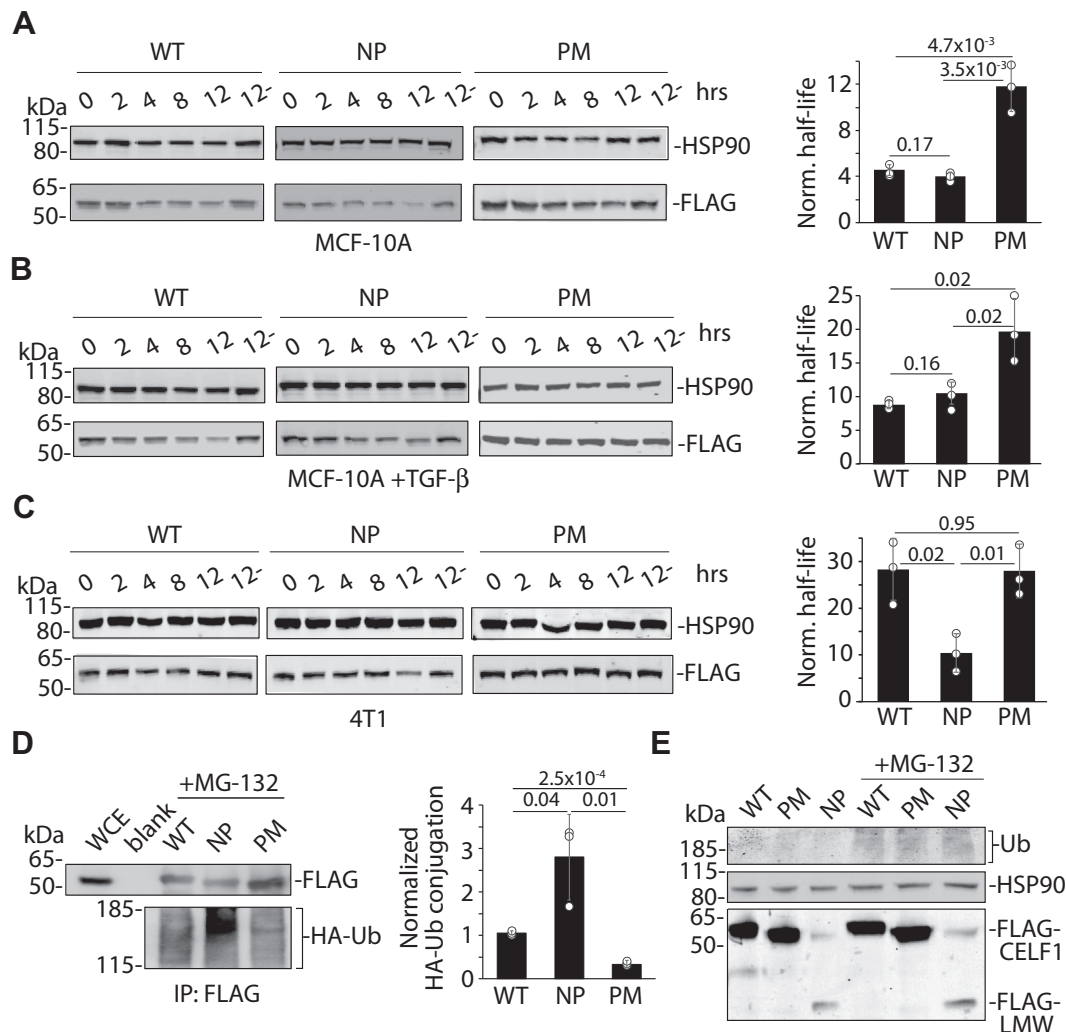 A
WT NP PM
kDa 0 2 4 8 12 12- 0 2 4 8 12 12- 0 2 4 8 12 12- hrs
115-
80-
-HSP90
65-
50-
-FLAG
MCF-10A
Norm. half-life
12
8
4
0
4.7x10⁻³
3.5x10⁻³
0.17
WT NP PM
B
WT NP PM
kDa 0 2 4 8 12 12- 0 2 4 8 12 12- 0 2 4 8 12 12- hrs
115-
80-
-HSP90
65-
50-
-FLAG
MCF-10A +TGF-β
Norm. half-life
25
20
15
10
5
0
0.02
0.02
0.16
WT NP PM
C
WT NP PM
kDa 0 2 4 8 12 12- 0 2 4 8 12 12- 0 2 4 8 12 12- hrs
115-
80-
-HSP90
65-
50-
-FLAG
4T1
Norm. half-life
30
20
10
0
0.95
0.02 0.01
WT NP PM
D
+MG-132
kDa WCE blank WT NP PM
65-
50-
-FLAG
185-
115-
-HA-Ub
IP: FLAG
Normalized
HA-Ub conjugation
4
3
2
1
0
2.5x10⁻⁴
0.04 0.01
WT NP PM
E
+MG-132
kDa WT PM NP WT PM NP
185-
-Ub
115-
80-
-HSP90
65-
50-
-FLAG-
CELF1
-FLAG-
LMW